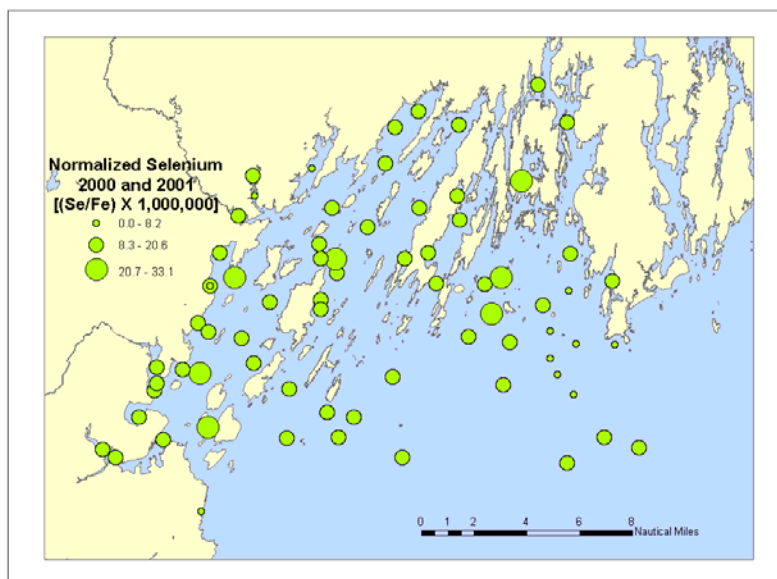 Normalized Selenium
2000 and 2001
[(Se/Fe) X 1,000,000]
0.0 - 8.2
8.3 - 20.6
20.7 - 33.1
0 1 2 4 6 8
Nautical Miles